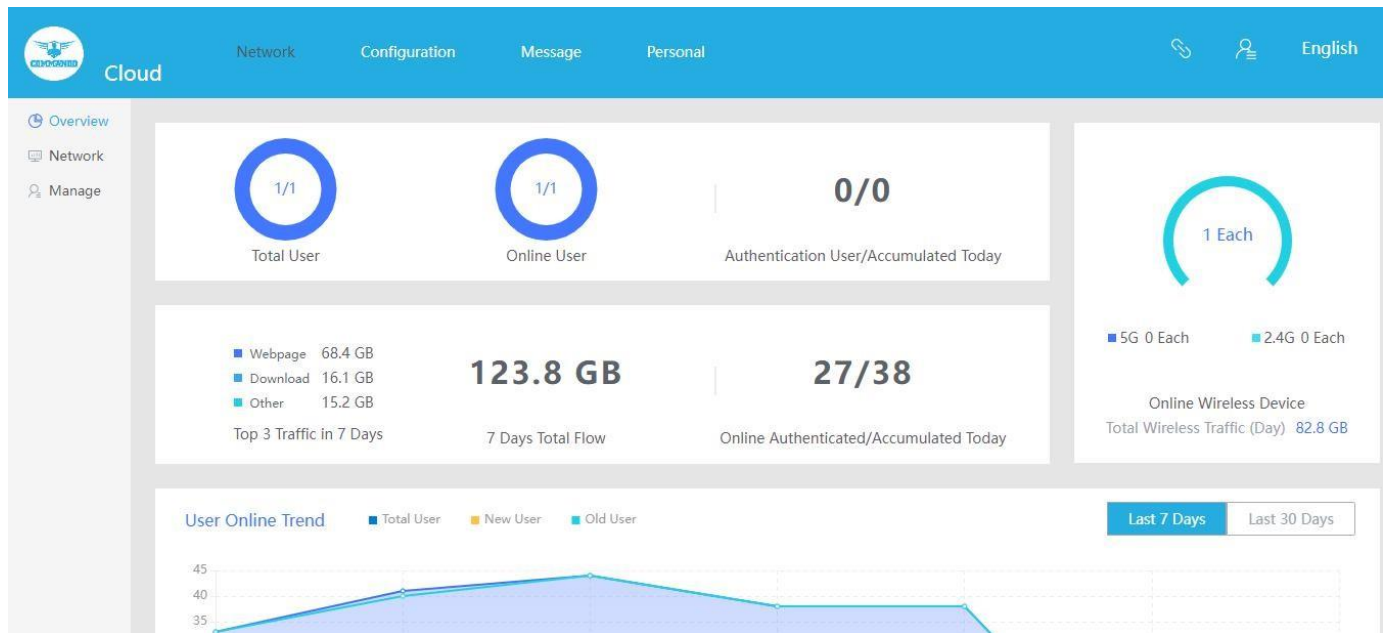 COMMANDO
Cloud
Network
Configuration
Message
Personal
English
Overview
Network
Manage
1/1
Total User
1/1
Online User
0/0
Authentication User/Accumulated Today
1 Each
5G 0 Each
2.4G 0 Each
Online Wireless Device
Total Wireless Traffic (Day) 82.8 GB
Webpage 68.4 GB
Download 16.1 GB
Other 15.2 GB
Top 3 Traffic in 7 Days
123.8 GB
7 Days Total Flow
27/38
Online Authenticated/Accumulated Today
User Online Trend
Total User
New User
Old User
Last 7 Days
Last 30 Days
45
40
35